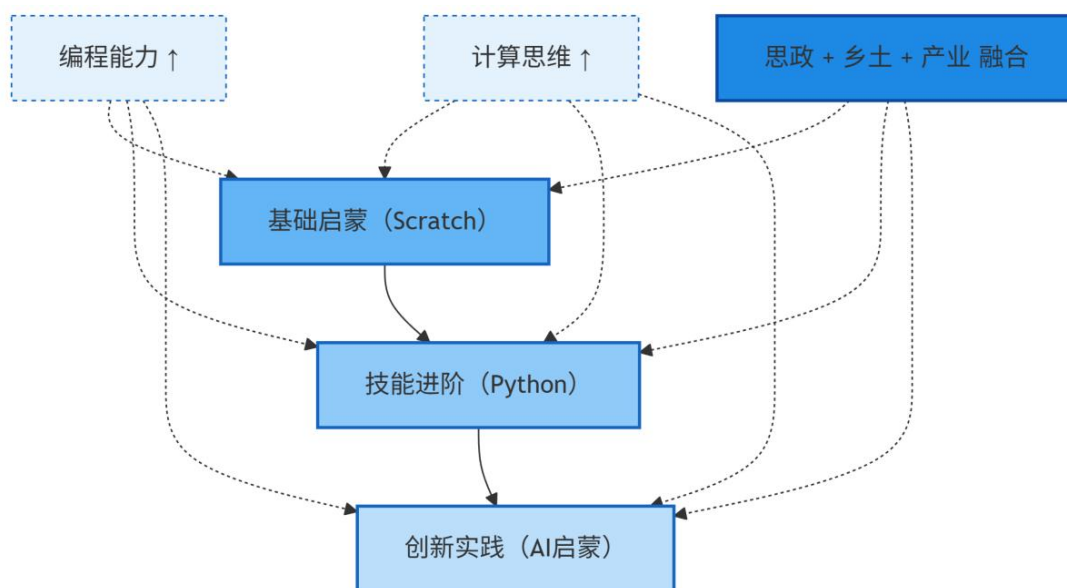 编程能力 ↑
计算思维 ↑
思政 + 乡土 + 产业 融合
基础启蒙（Scratch）
技能进阶（Python）
创新实践（AI启蒙）